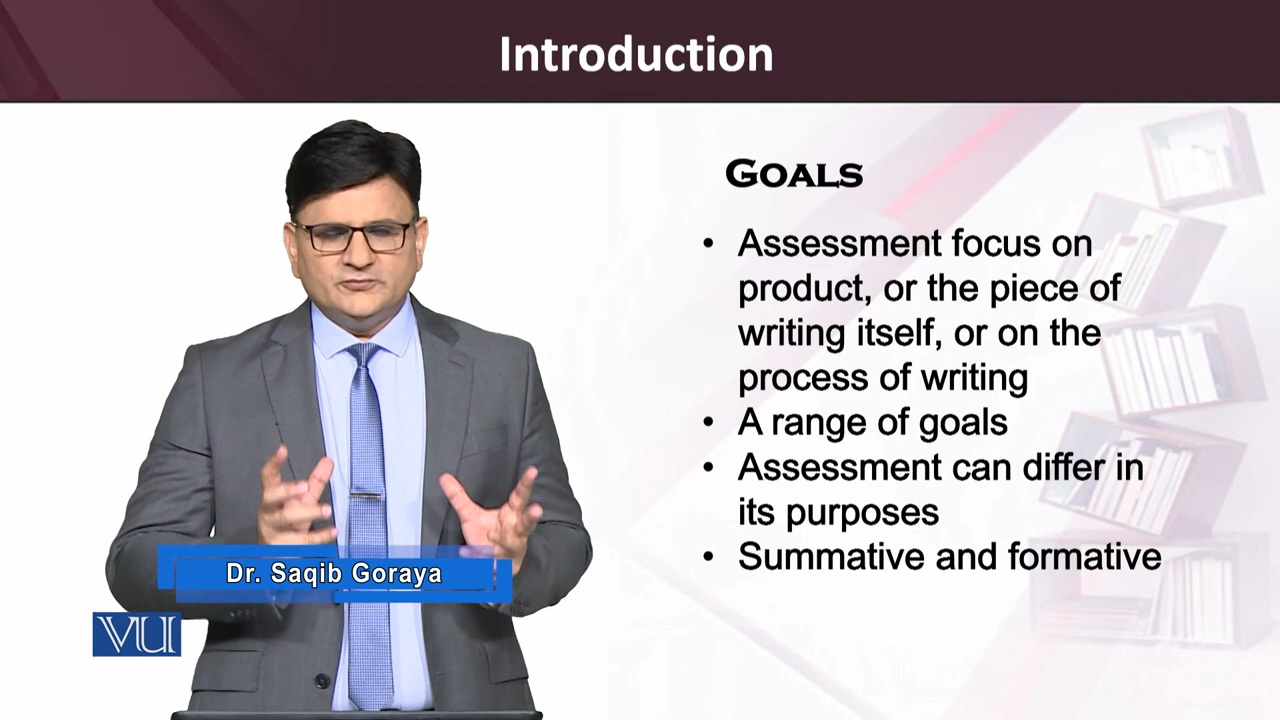 Introduction
GOALS
• Assessment focus on
product, or the piece of
writing itself, or on the
process of writing
• A range of goals
• Assessment can differ in
its purposes
• Summative and formative
Dr. Saqib Goraya
VU